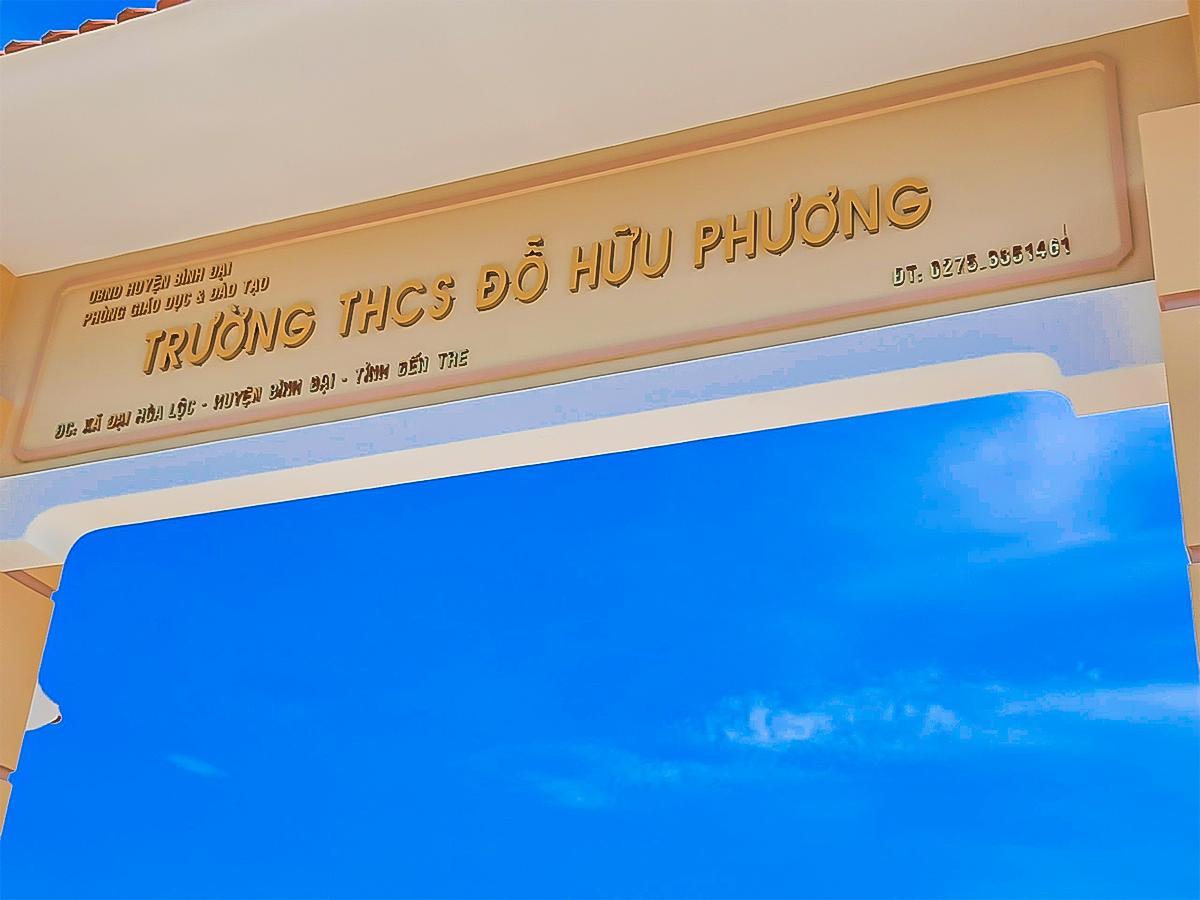 UBND HUYỆN BÌNH ĐẠI
PHÒNG GIÁO DỤC & ĐÀO TẠO
TRƯỜNG THCS ĐỖ HỮU PHƯƠNG
ĐC: XÃ ĐẠI HÒA LỘC - HUYỆN BÌNH ĐẠI - TỈNH BẾN TRE
ĐT: 0275.